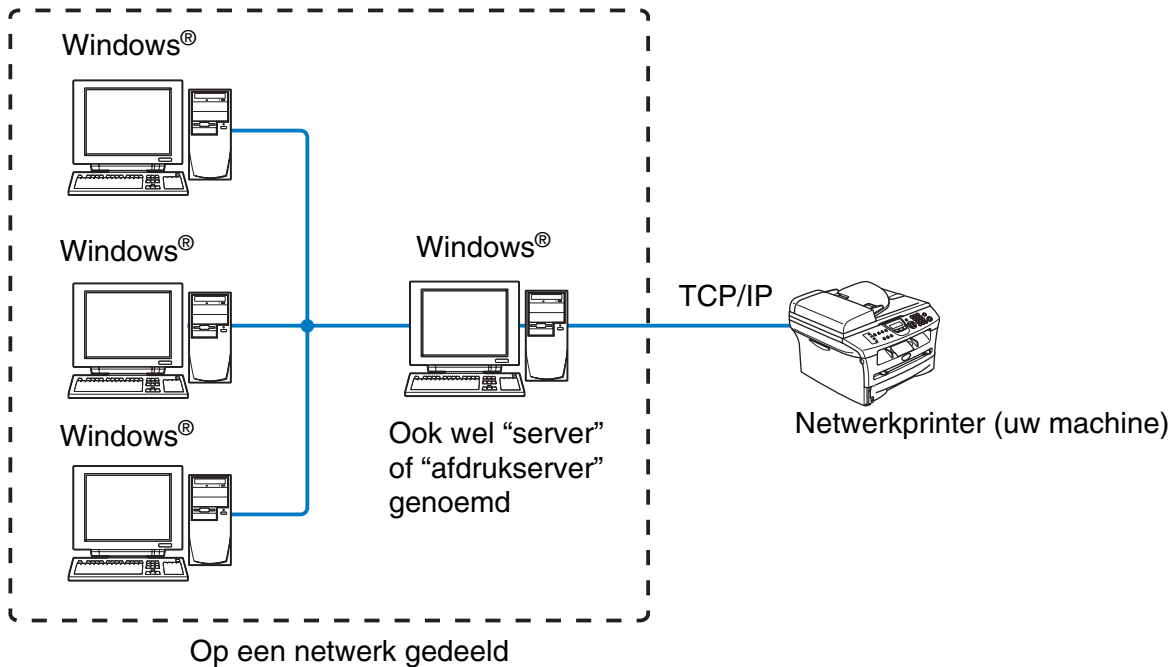 Windows®
Windows®
Windows®
Windows®
Ook wel “server”
of “afdrukserver”
genoemd
TCP/IP
Netwerkprinter (uw machine)
Op een netwerk gedeeld